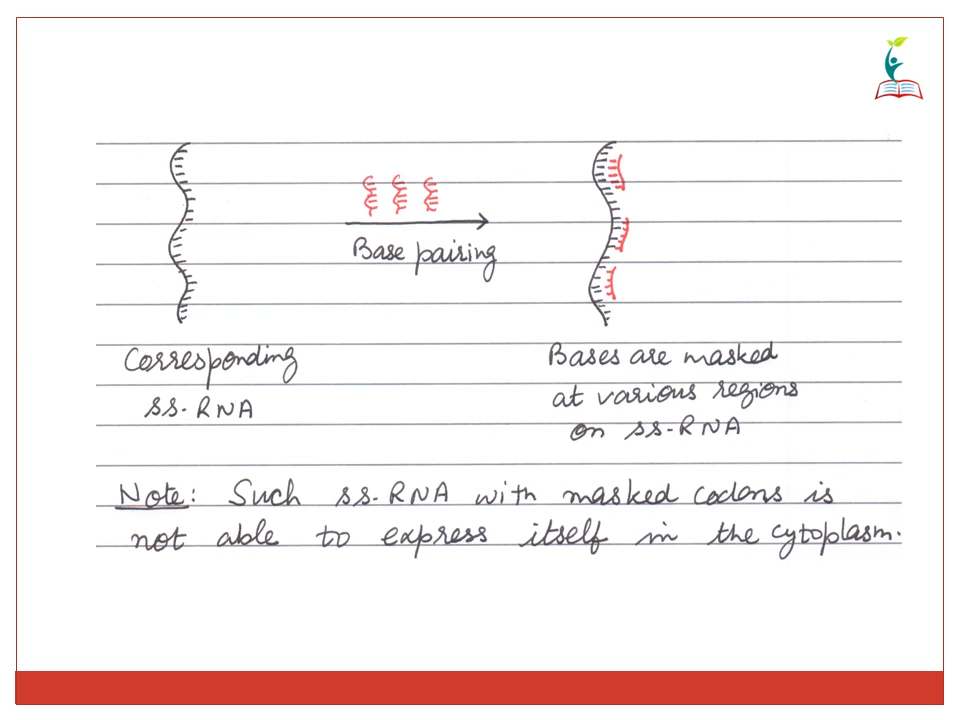 Base pairing
Corresponding
ss-RNA
Bases are masked
at various regions
on ss-RNA
Note: Such ss-RNA with masked codons is
not able to express itself in the cytoplasm.